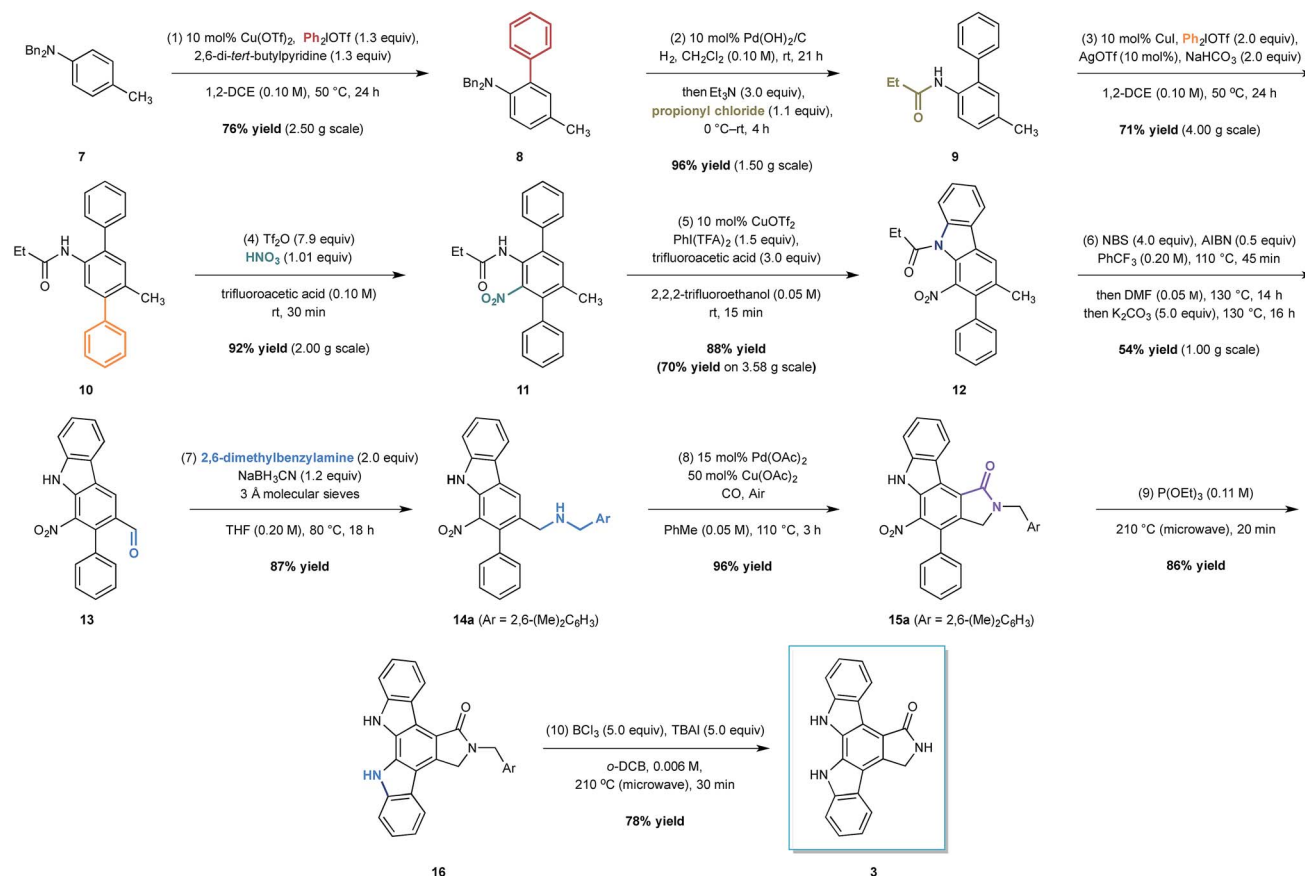 (1) 10 mol% Cu(OTf)₂, Ph₂IOTf (1.3 equiv),
2,6-di-tert-butylpyridine (1.3 equiv)
1,2-DCE (0.10 M), 50 °C, 24 h
76% yield (2.50 g scale)
Bn₂N
CH₃
7
Bn₂N
CH₃
8
(2) 10 mol% Pd(OH)₂/C
H₂, CH₂Cl₂ (0.10 M), rt, 21 h
then Et₃N (3.0 equiv),
propionyl chloride (1.1 equiv),
0 °C–rt, 4 h
96% yield (1.50 g scale)
Et
H
N
O
CH₃
9
(3) 10 mol% CuI, Ph₂IOTf (2.0 equiv),
AgOTf (10 mol%), NaHCO₃ (2.0 equiv)
1,2-DCE (0.10 M), 50 °C, 24 h
71% yield (4.00 g scale)
Et
H
N
O
CH₃
10
(4) Tf₂O (7.9 equiv)
HNO₃ (1.01 equiv)
trifluoroacetic acid (0.10 M)
rt, 30 min
92% yield (2.00 g scale)
Et
H
N
O
O₂N
CH₃
11
(5) 10 mol% CuOTf₂
PhI(TFA)₂ (1.5 equiv),
trifluoroacetic acid (3.0 equiv)
2,2,2-trifluoroethanol (0.05 M)
rt, 15 min
88% yield
(70% yield on 3.58 g scale)
Et
O
N
O₂N
CH₃
12
(6) NBS (4.0 equiv), AIBN (0.5 equiv)
PhCF₃ (0.20 M), 110 °C, 45 min
then DMF (0.05 M), 130 °C, 14 h
then K₂CO₃ (5.0 equiv), 130 °C, 16 h
54% yield (1.00 g scale)
HN
O₂N
O
13
(7) 2,6-dimethylbenzylamine (2.0 equiv)
NaBH₃CN (1.2 equiv)
3 Å molecular sieves
THF (0.20 M), 80 °C, 18 h
87% yield
HN
O₂N
H
N
Ar
14a (Ar = 2,6-(Me)₂C₆H₃)
(8) 15 mol% Pd(OAc)₂
50 mol% Cu(OAc)₂
CO, Air
PhMe (0.05 M), 110 °C, 3 h
96% yield
HN
O₂N
O
N
Ar
15a (Ar = 2,6-(Me)₂C₆H₃)
(9) P(OEt)₃ (0.11 M)
210 °C (microwave), 20 min
86% yield
HN
HN
O
N
Ar
16
(10) BCl₃ (5.0 equiv), TBAI (5.0 equiv)
o-DCB, 0.006 M,
210 °C (microwave), 30 min
78% yield
HN
HN
O
NH
3